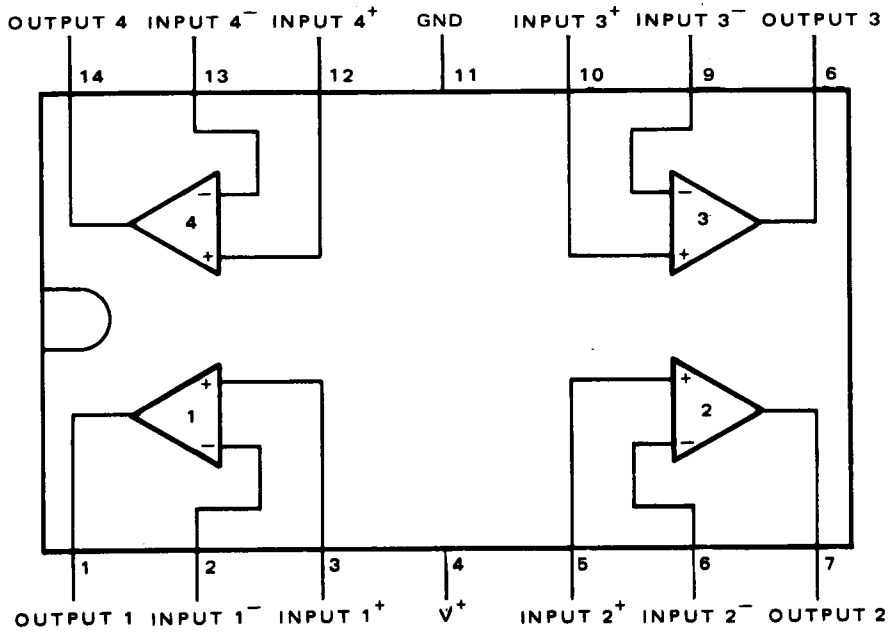 OUTPUT 4 INPUT 4⁻ INPUT 4⁺ GND INPUT 3⁺ INPUT 3⁻ OUTPUT 3
14 13 12 11 10 9 6
− −
4 3
+ +
+ +
1 2
− −
1 2 3 4 5 6 7
OUTPUT 1 INPUT 1⁻ INPUT 1⁺ V⁺ INPUT 2⁺ INPUT 2⁻ OUTPUT 2